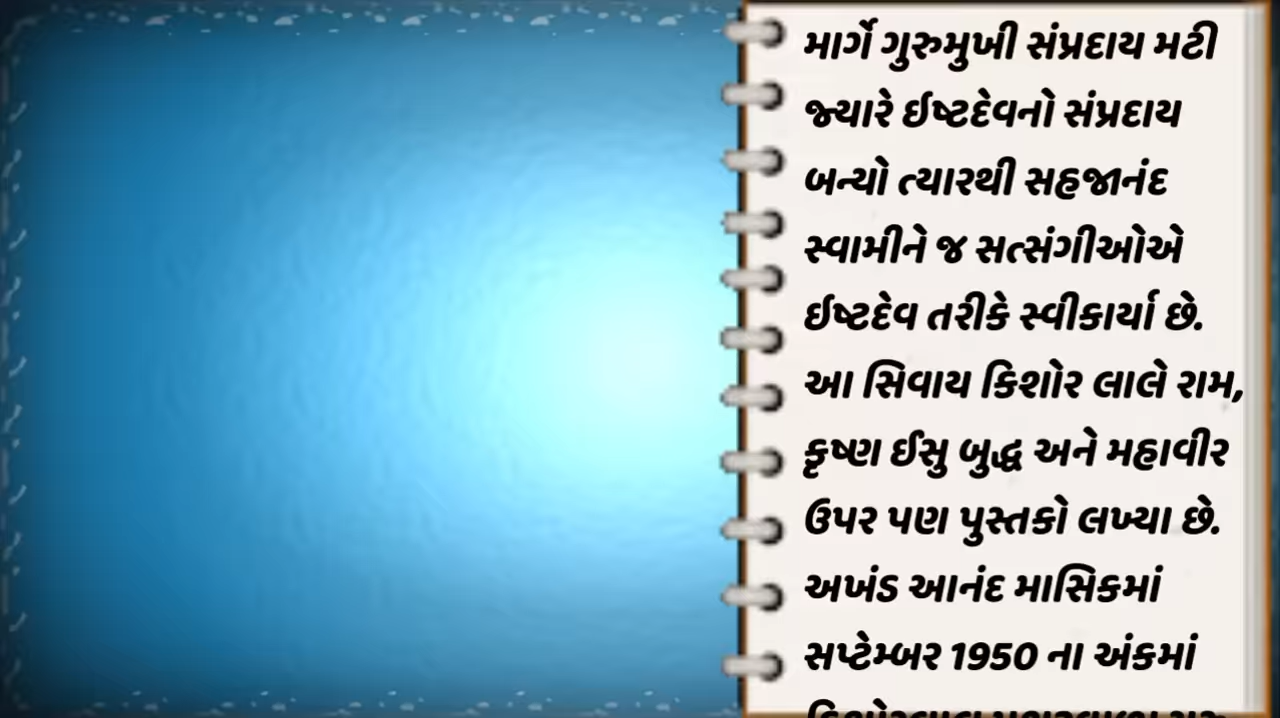 માર્ગે ગુરુમુખી સંપ્રદાય મટી
જ્યારે ઈષ્ટદેવનો સંપ્રદાય
બન્યો ત્યારથી સહજાનંદ
સ્વામીને જ સત્સંગીઓએ
ઈષ્ટદેવ તરીકે સ્વીકાર્યા છે.
આ સિવાય કિશોર લાલે રામ,
કૃષ્ણ ઈસુ બુદ્ધ અને મહાવીર
ઉપર પણ પુસ્તકો લખ્યા છે.
અખંડ આનંદ માસિકમાં
સપ્ટેમ્બર 1950 ના અંકમાં